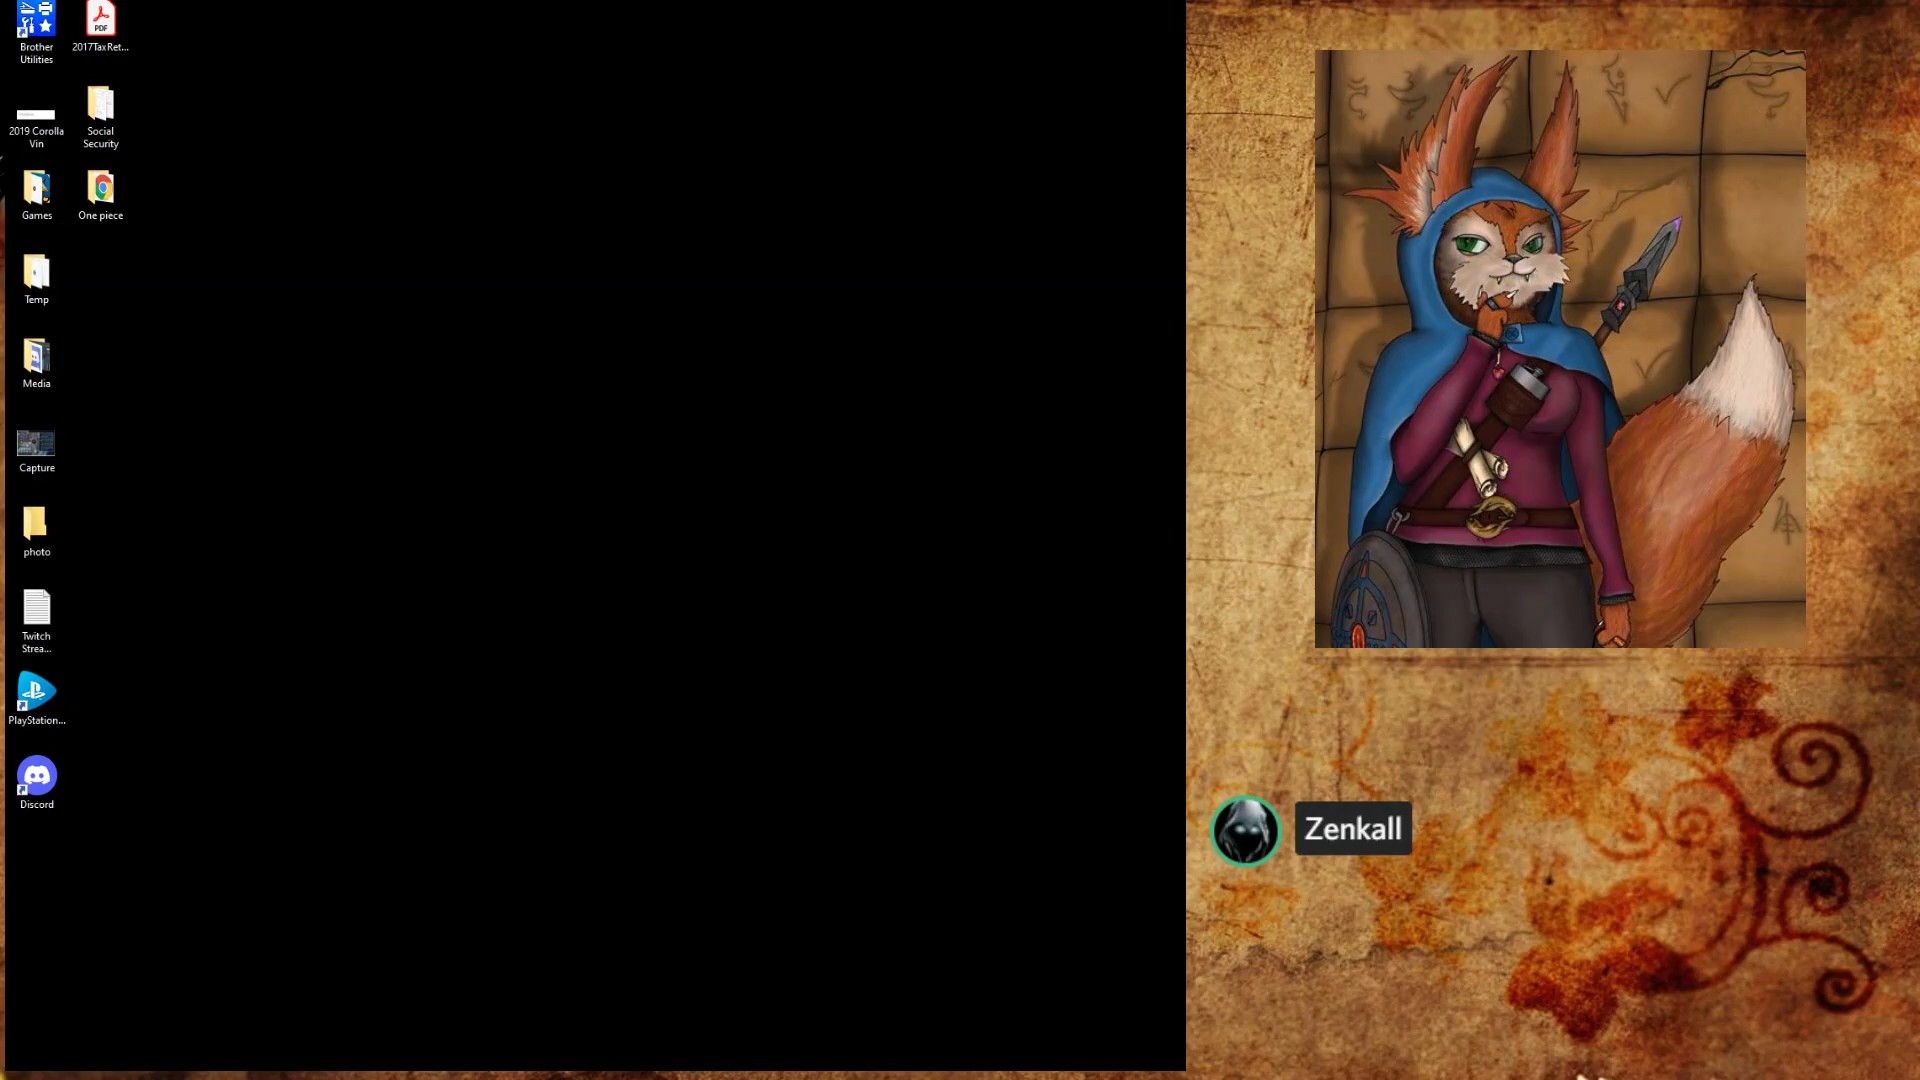 Brother
Utilities
PDF
2017TaxRet...
2019 Corolla
Vin
Social
Security
Games
One piece
Temp
Media
Capture
photo
Twitch
Strea...
PlayStation...
Discord
Zenkall